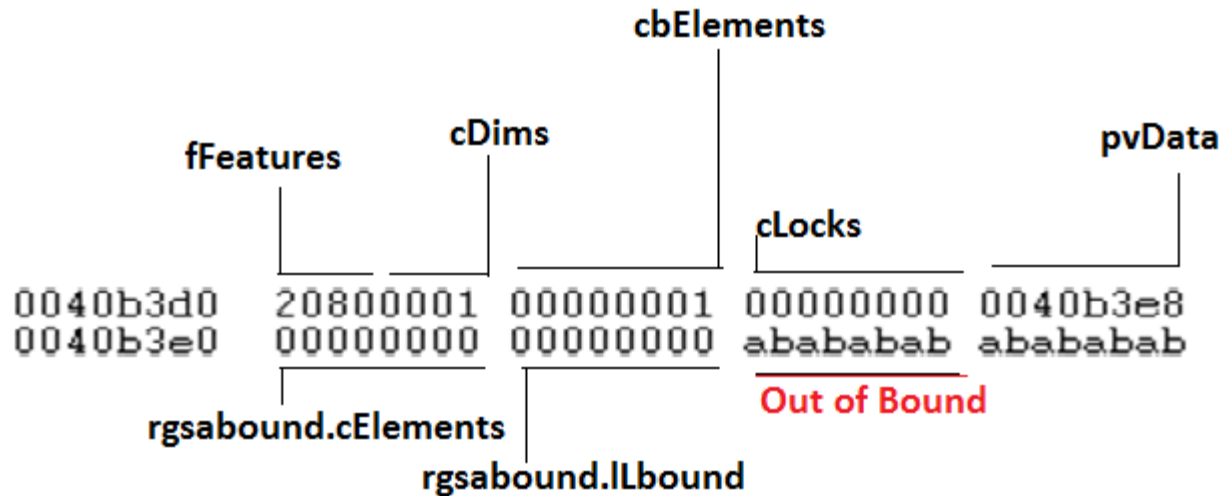 cbElements
cDims
pvData
fFeatures
cLocks
0040b3d0 20800001 00000001 00000000 0040b3e8
0040b3e0 00000000 00000000 abababab abababab
Out of Bound
rgsabound.cElements
rgsabound.lLbound